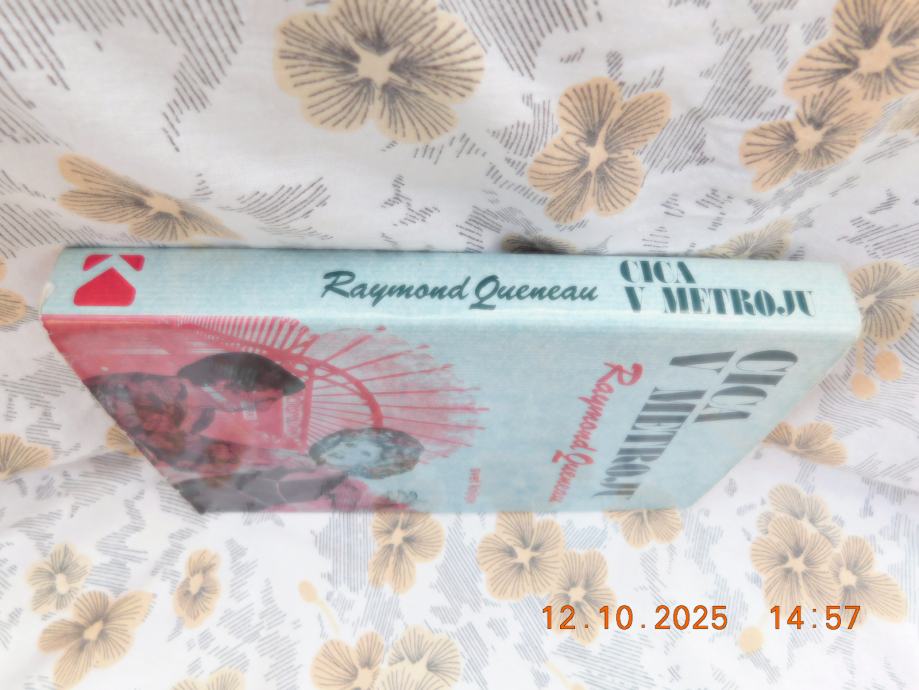 Raymond Queneau
CICA
V METROJU
CICA
V METROJU
Raymond Queneau
12.10.2025 14:57